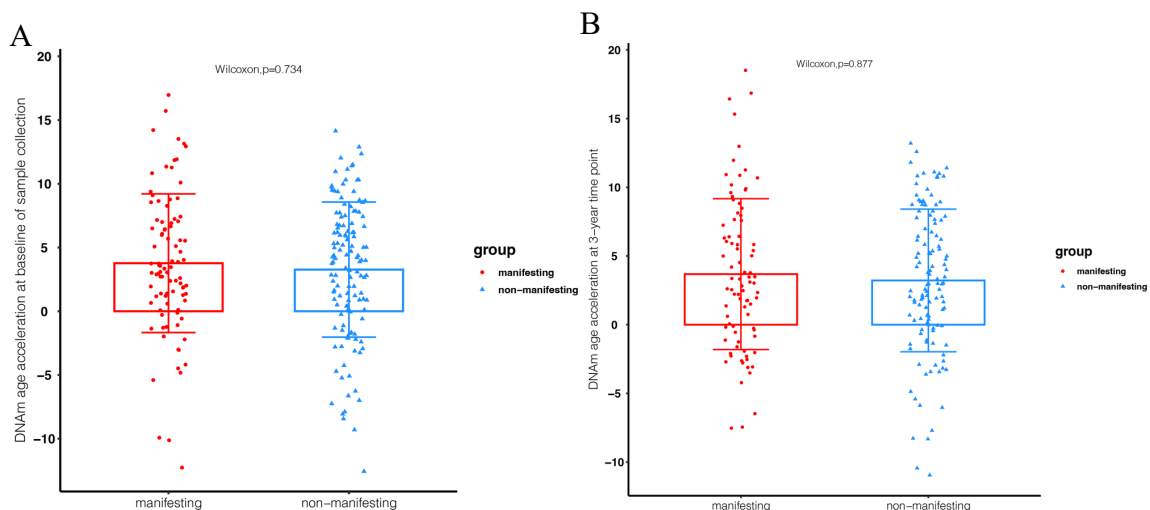 A
DNAm age acceleration at baseline of sample collection
20
15
10
5
0
−5
−10
Wilcoxon,p=0.734
manifesting
non−manifesting
group
manifesting
non−manifesting
B
DNAm age acceleration at 3−year time point
20
15
10
5
0
−5
−10
Wilcoxon,p=0.877
manifesting
non−manifesting
group
manifesting
non−manifesting